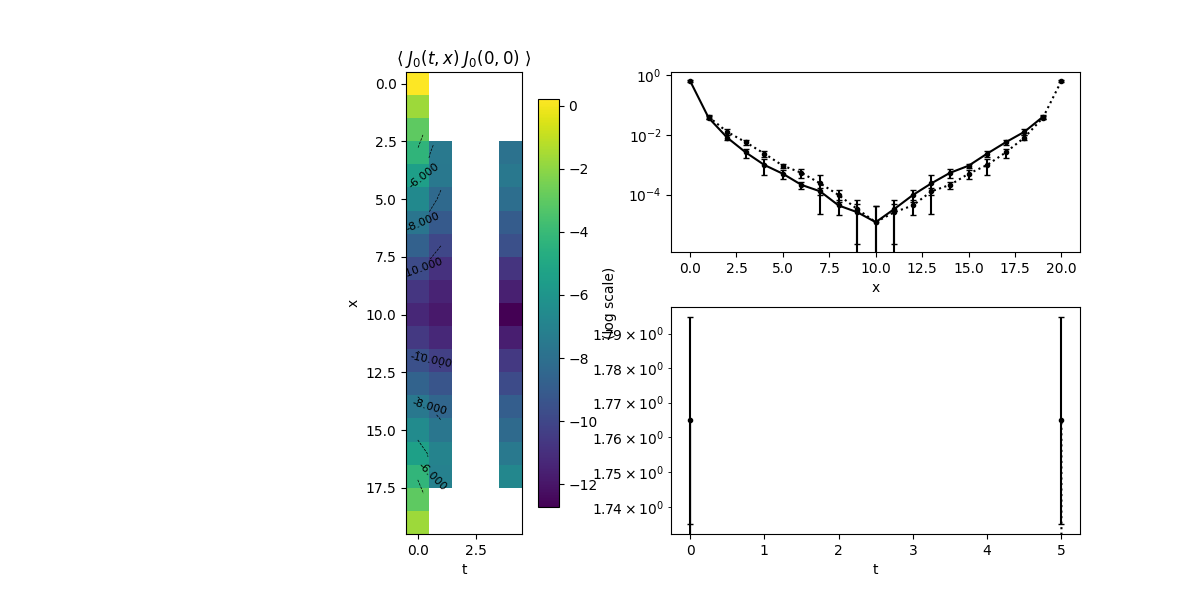 ⟨ J₀(t, x) J₀(0, 0) ⟩
0.0
2.5
5.0
7.5
10.0
12.5
15.0
17.5
x
0.0
2.5
t
-6.000
-8.000
10.000
-10.000
-8.000
-6.000
0
−2
−4
−6
−8
−10
−12
(log scale)
10⁰
10⁻²
10⁻⁴
0.0 2.5 5.0 7.5 10.0 12.5 15.0 17.5 20.0
x
1.79 × 10⁰
1.78 × 10⁰
1.77 × 10⁰
1.76 × 10⁰
1.75 × 10⁰
1.74 × 10⁰
0 1 2 3 4 5
t